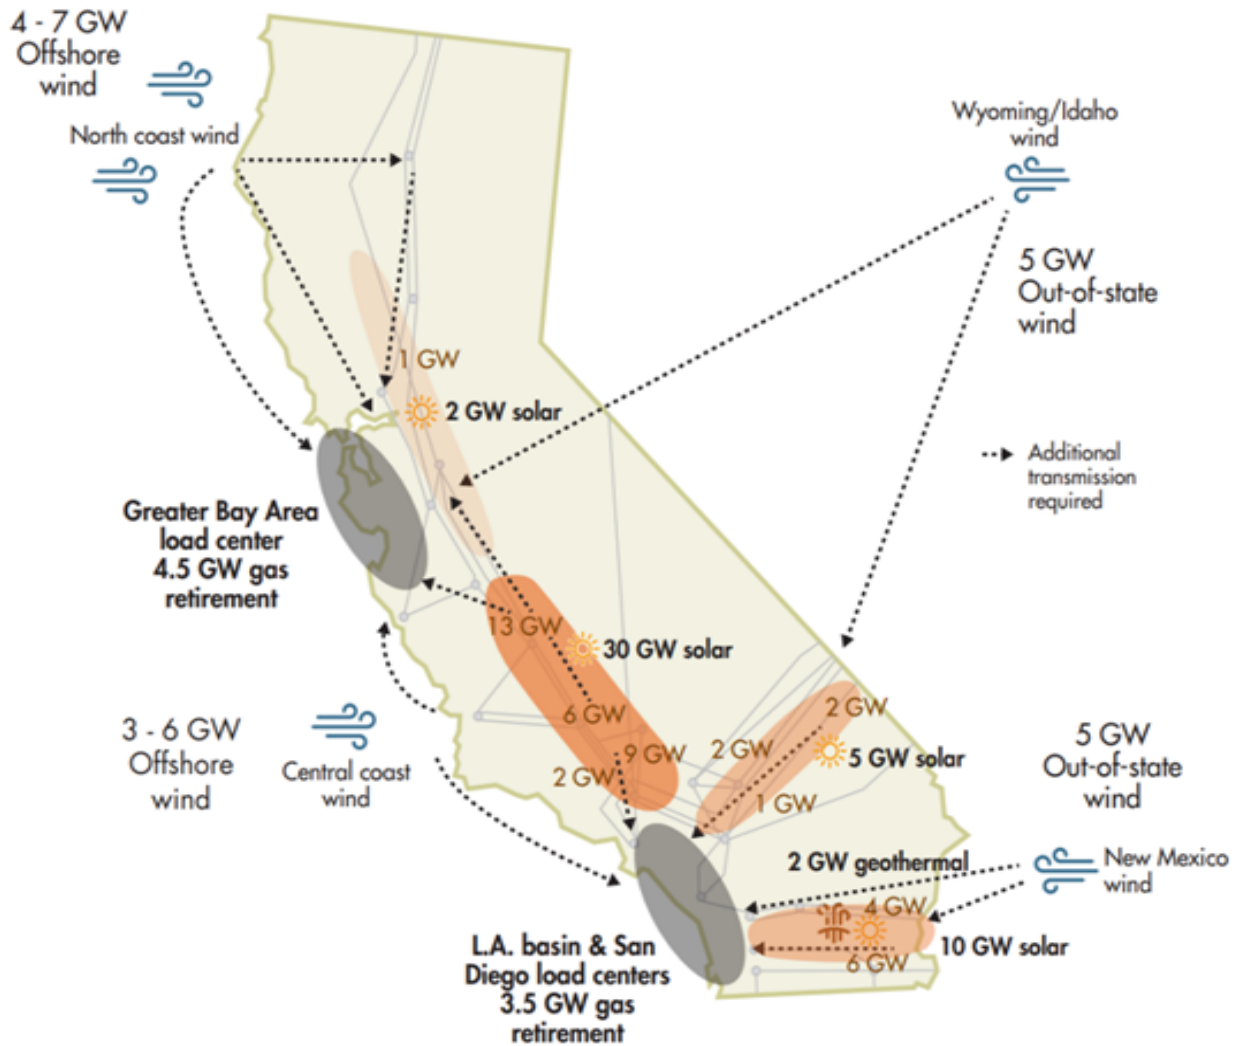 4 - 7 GW
Offshore
wind
North coast wind
Wyoming/Idaho
wind
5 GW
Out-of-state
wind
1 GW
2 GW solar
Additional
transmission
required
Greater Bay Area
load center
4.5 GW gas
retirement
13 GW
30 GW solar
6 GW
9 GW
2 GW
2 GW
2 GW
5 GW solar
1 GW
3 - 6 GW
Offshore
wind
Central coast
wind
5 GW
Out-of-state
wind
2 GW geothermal
New Mexico
wind
4 GW
10 GW solar
6 GW
L.A. basin & San
Diego load centers
3.5 GW gas
retirement